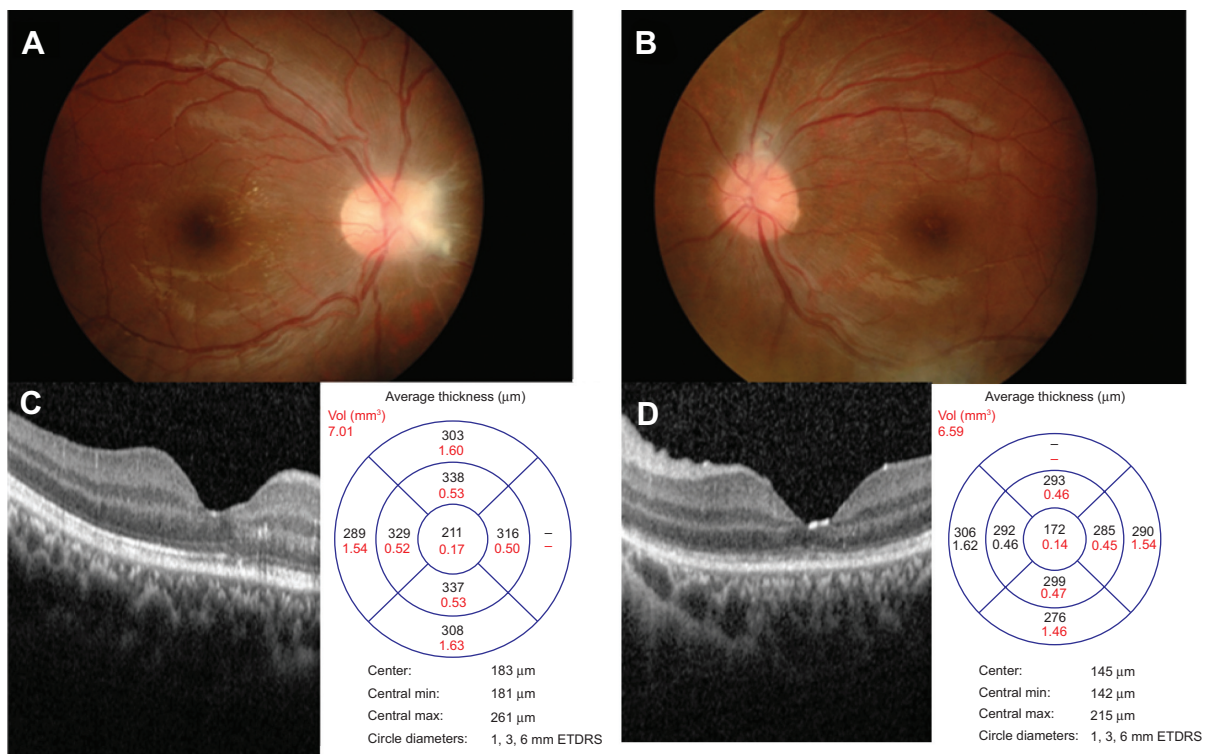 A
B
C
Average thickness (µm)
Vol (mm³)
7.01
303
1.60
338
0.53
289
1.54
329
0.52
211
0.17
316
0.50
–
–
337
0.53
308
1.63
Center: 183 µm
Central min: 181 µm
Central max: 261 µm
Circle diameters: 1, 3, 6 mm ETDRS
D
Average thickness (µm)
Vol (mm³)
6.59
–
–
293
0.46
306
1.62
292
0.46
172
0.14
285
0.45
290
1.54
299
0.47
276
1.46
Center: 145 µm
Central min: 142 µm
Central max: 215 µm
Circle diameters: 1, 3, 6 mm ETDRS